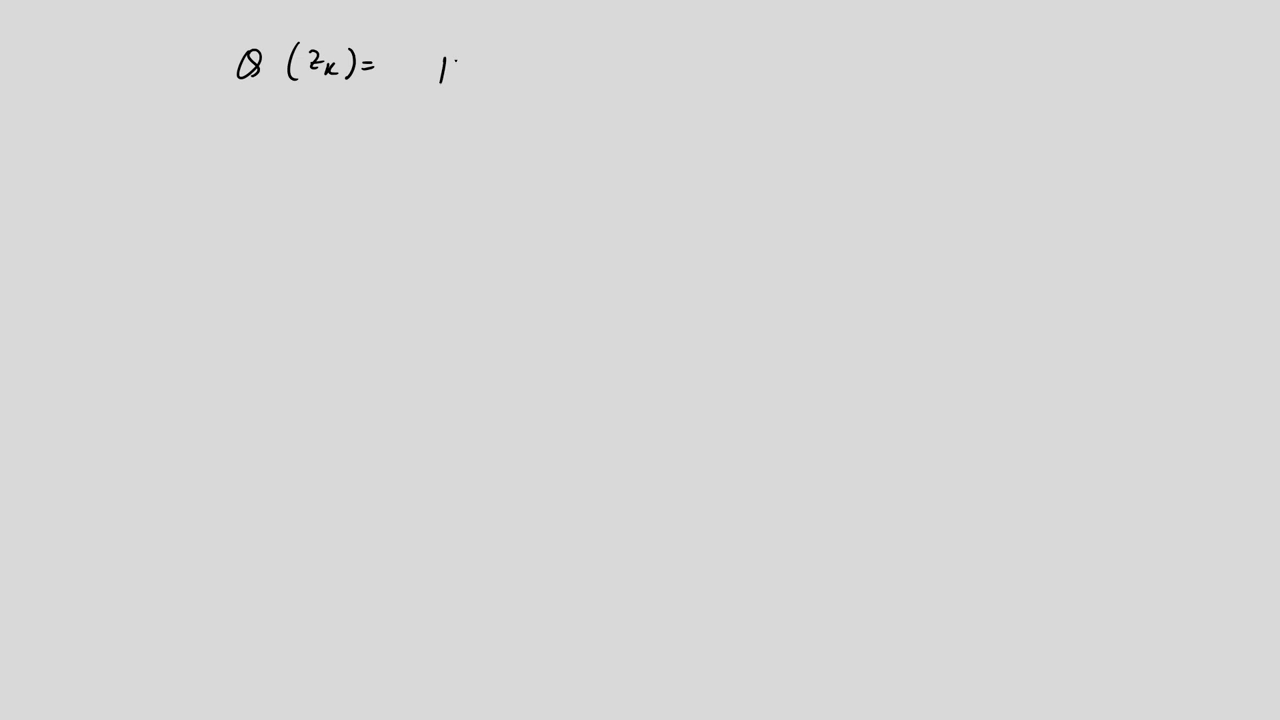 Q (z_k) = 1